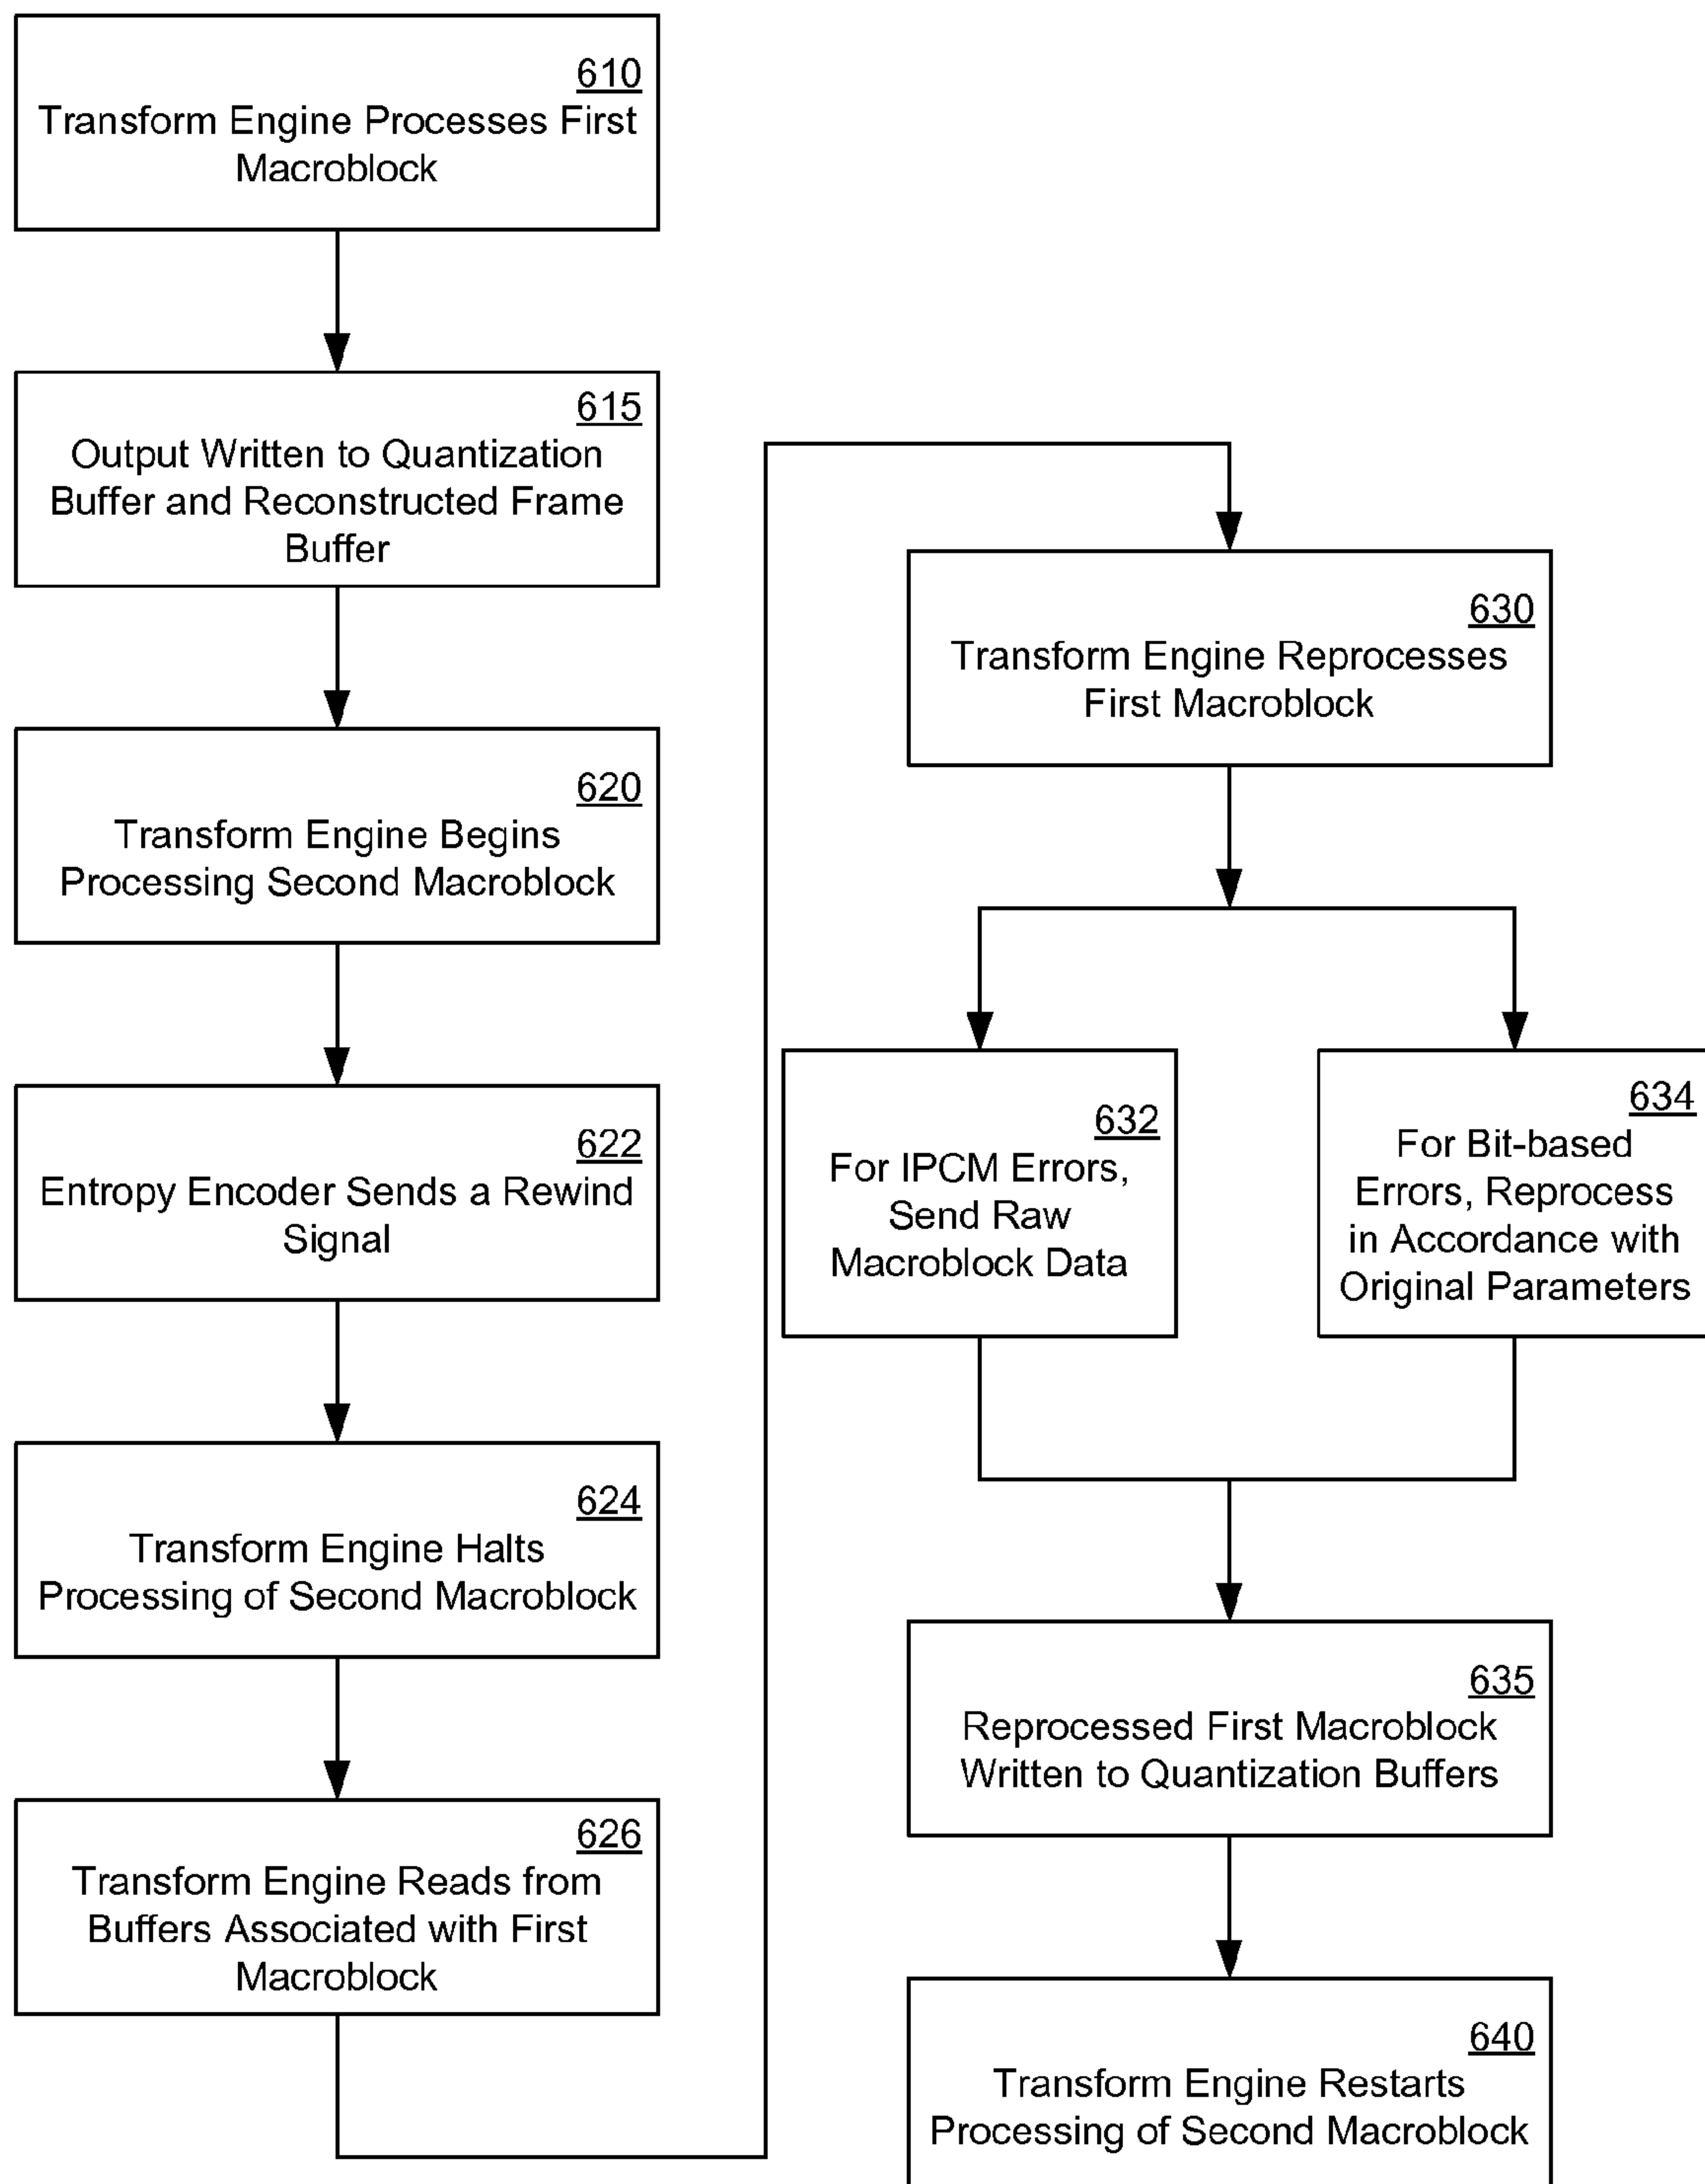 610
Transform Engine Processes First
Macroblock
615
Output Written to Quantization
Buffer and Reconstructed Frame
Buffer
620
Transform Engine Begins
Processing Second Macroblock
622
Entropy Encoder Sends a Rewind
Signal
624
Transform Engine Halts
Processing of Second Macroblock
626
Transform Engine Reads from
Buffers Associated with First
Macroblock
630
Transform Engine Reprocesses
First Macroblock
632
For IPCM Errors,
Send Raw
Macroblock Data
634
For Bit-based
Errors, Reprocess
in Accordance with
Original Parameters
635
Reprocessed First Macroblock
Written to Quantization Buffers
640
Transform Engine Restarts
Processing of Second Macroblock